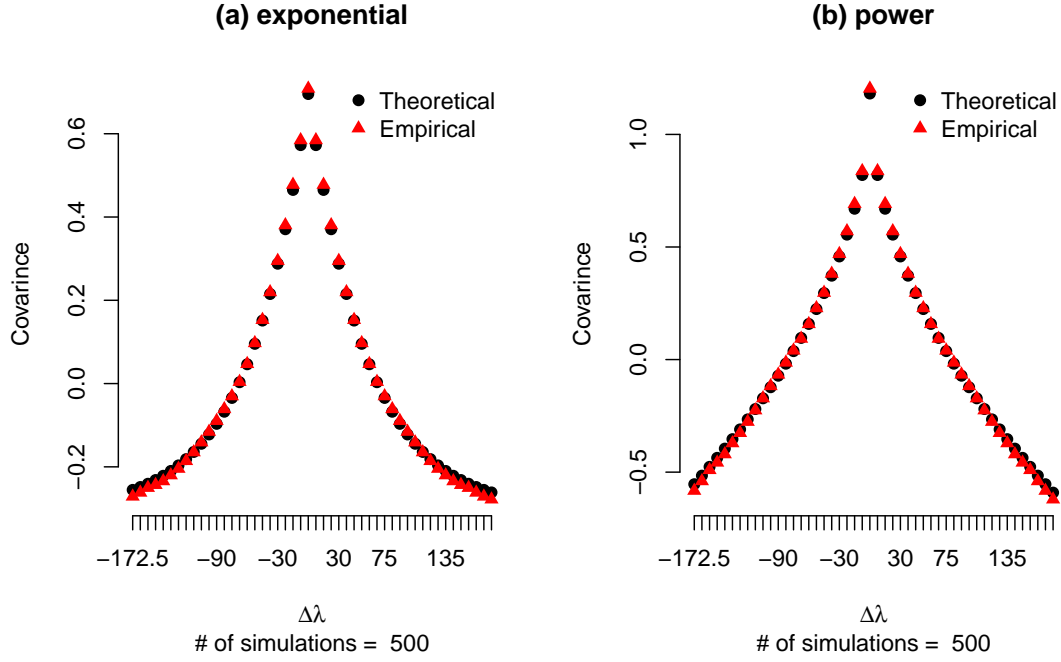 (a) exponential
Theoretical
Empirical
Covarince
0.6
0.4
0.2
0.0
−0.2
−172.5 −90 −30 30 75 135
Δλ
# of simulations = 500
(b) power
Theoretical
Empirical
Covarince
1.0
0.5
0.0
−0.5
−172.5 −90 −30 30 75 135
Δλ
# of simulations = 500